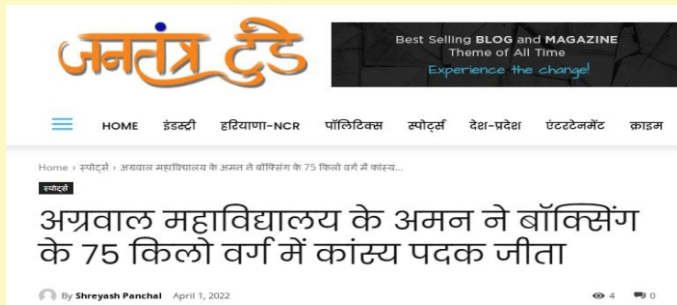 जनतंत्र टुडे
Best Selling BLOG and MAGAZINE
Theme of All Time
Experience the change!
HOME इंडस्ट्री हरियाणा-NCR पॉलिटिक्स स्पोर्ट्स देश-प्रदेश एंटरटेनमेंट क्राइम
Home › स्पोर्ट्स › अग्रवाल महाविद्यालय के अमन ने बॉक्सिंग के 75 किलो वर्ग में कांस्य...
स्पोर्ट्स
अग्रवाल महाविद्यालय के अमन ने बॉक्सिंग
के 75 किलो वर्ग में कांस्य पदक जीता
By Shreyash Panchal April 1, 2022 4 0